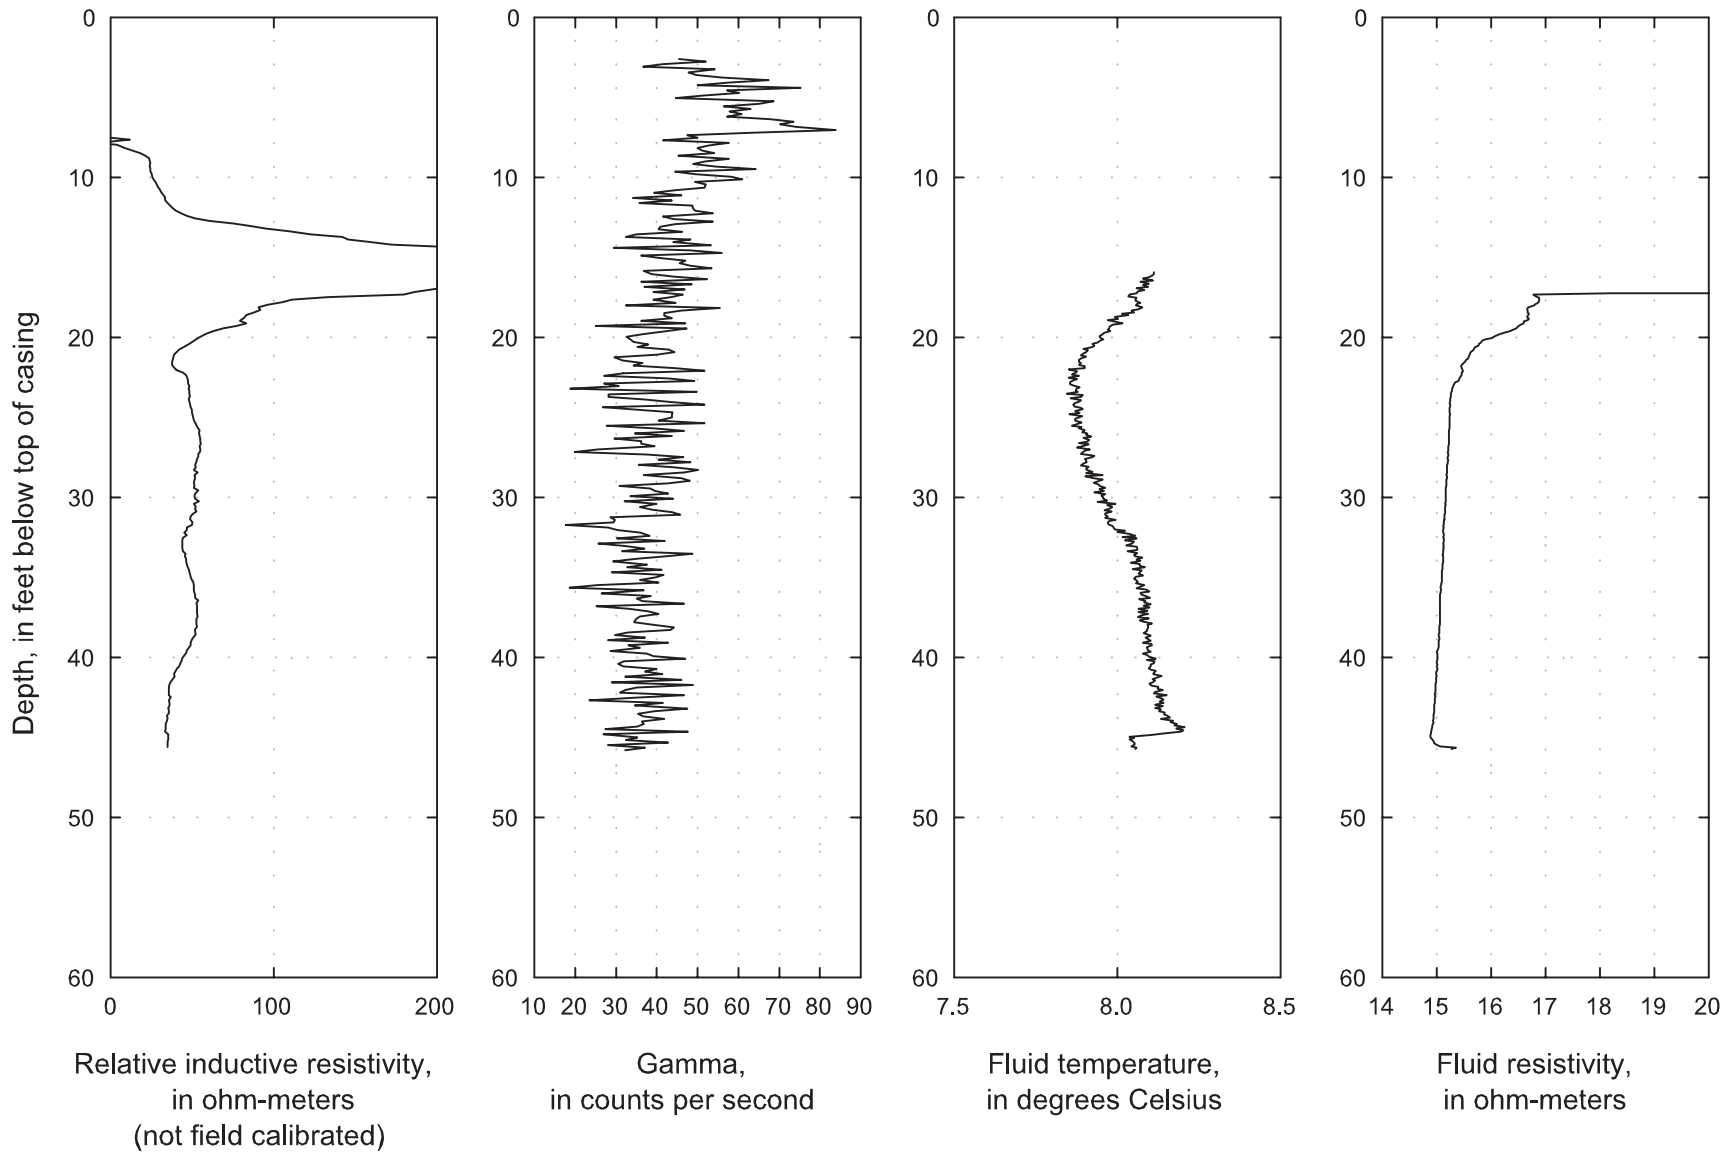 0
10
20
30
40
50
60
0
100
200
Depth, in feet below top of casing
Relative inductive resistivity,
in ohm-meters
(not field calibrated)
0
10
20
30
40
50
60
10 20 30 40 50 60 70 80 90
Gamma,
in counts per second
0
10
20
30
40
50
60
7.5 8.0 8.5
Fluid temperature,
in degrees Celsius
0
10
20
30
40
50
60
14 15 16 17 18 19 20
Fluid resistivity,
in ohm-meters